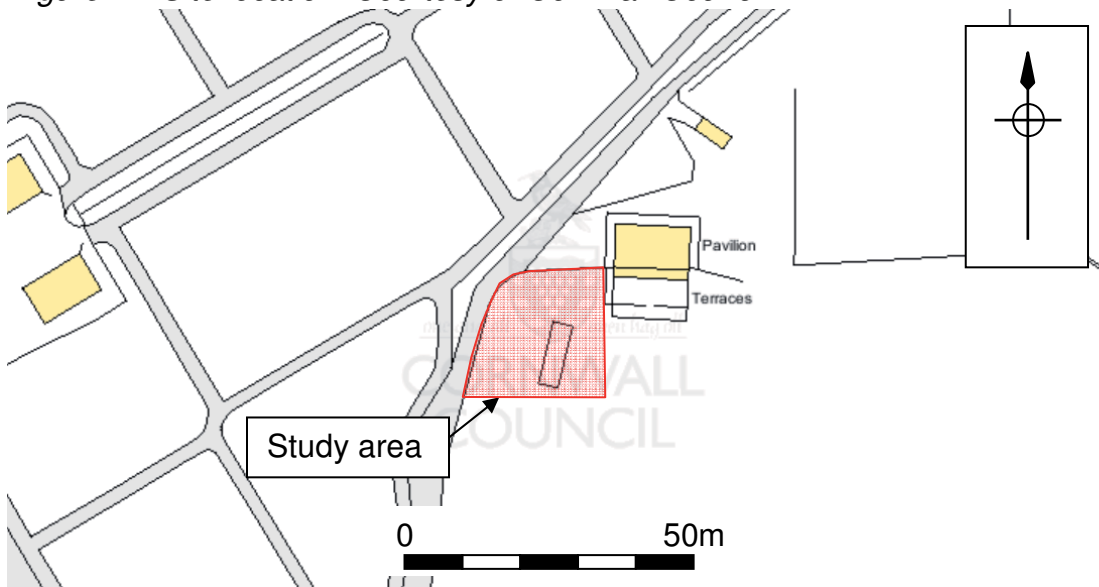 Pavilion
Terraces
CORNWALL
COUNCIL
Study area
0 50m